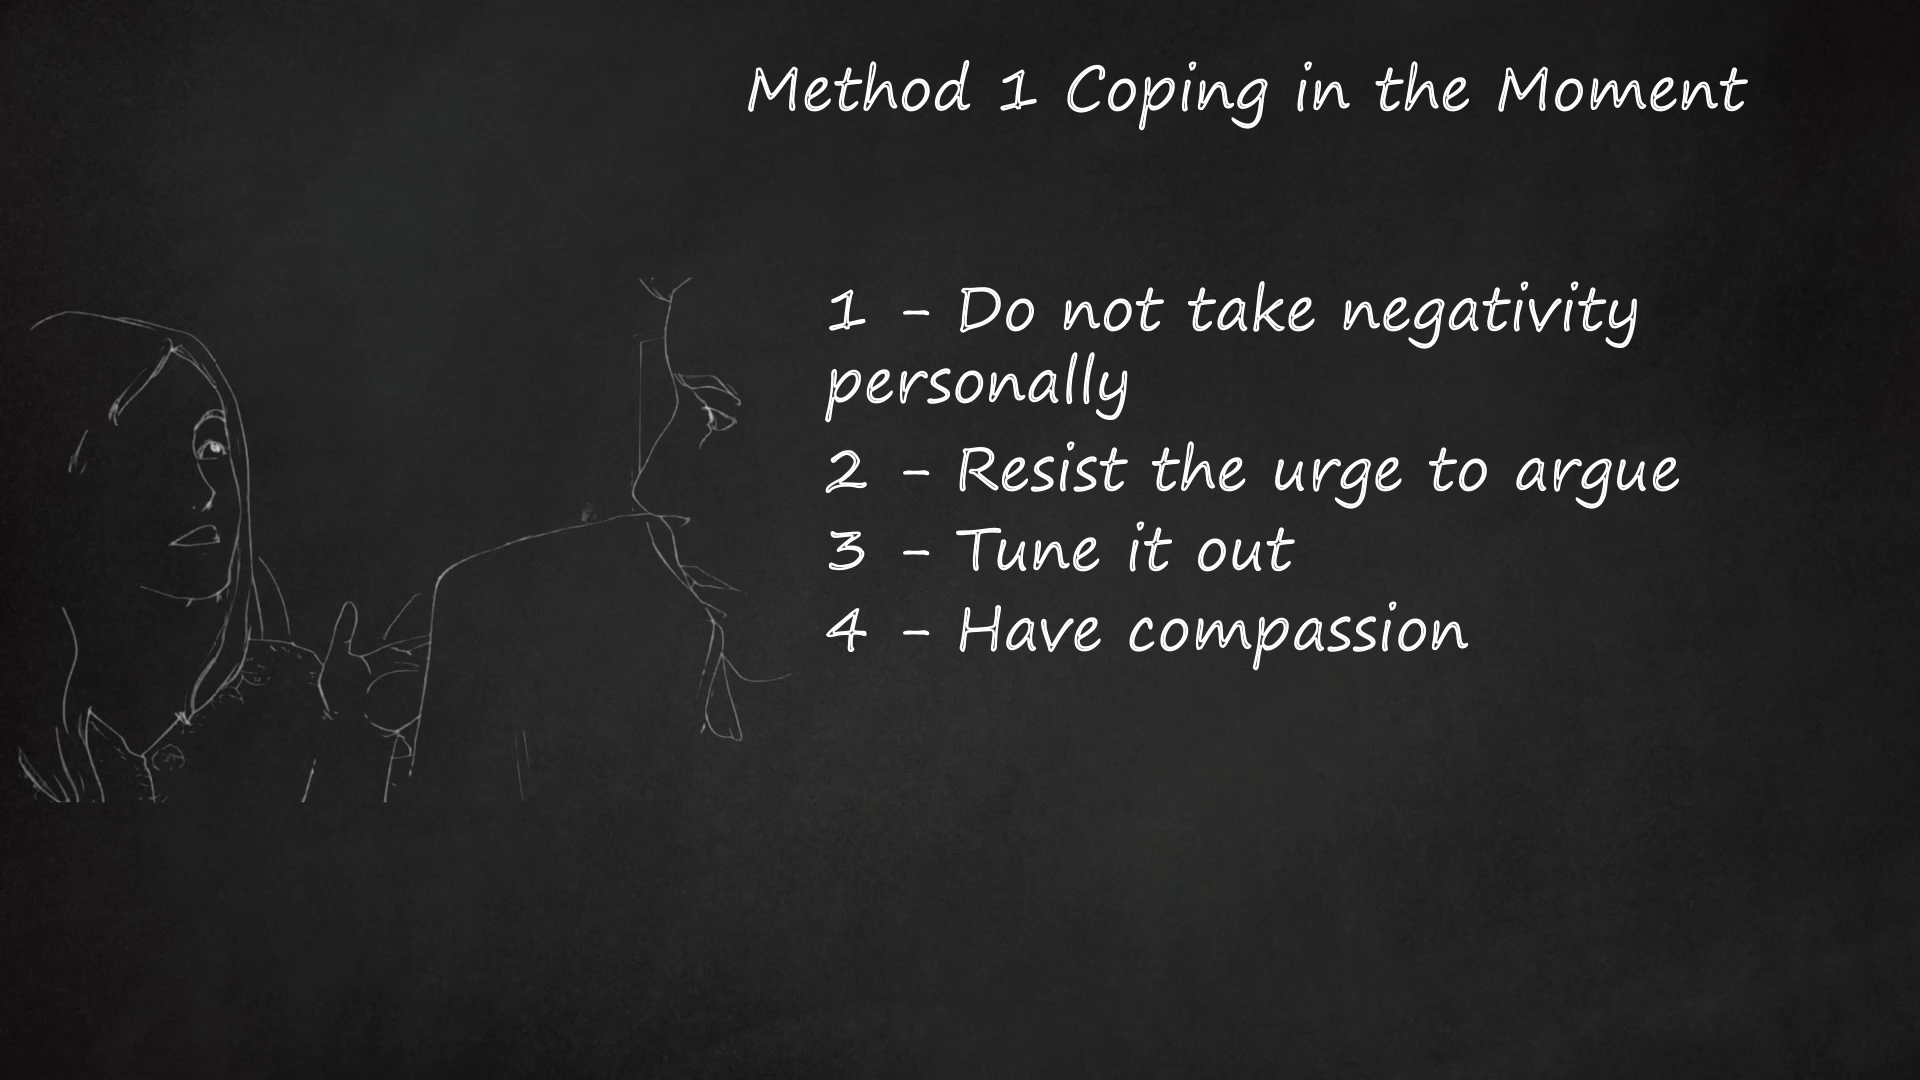 Method 1 Coping in the Moment
1 - Do not take negativity
personally
2 - Resist the urge to argue
3 - Tune it out
4 - Have compassion